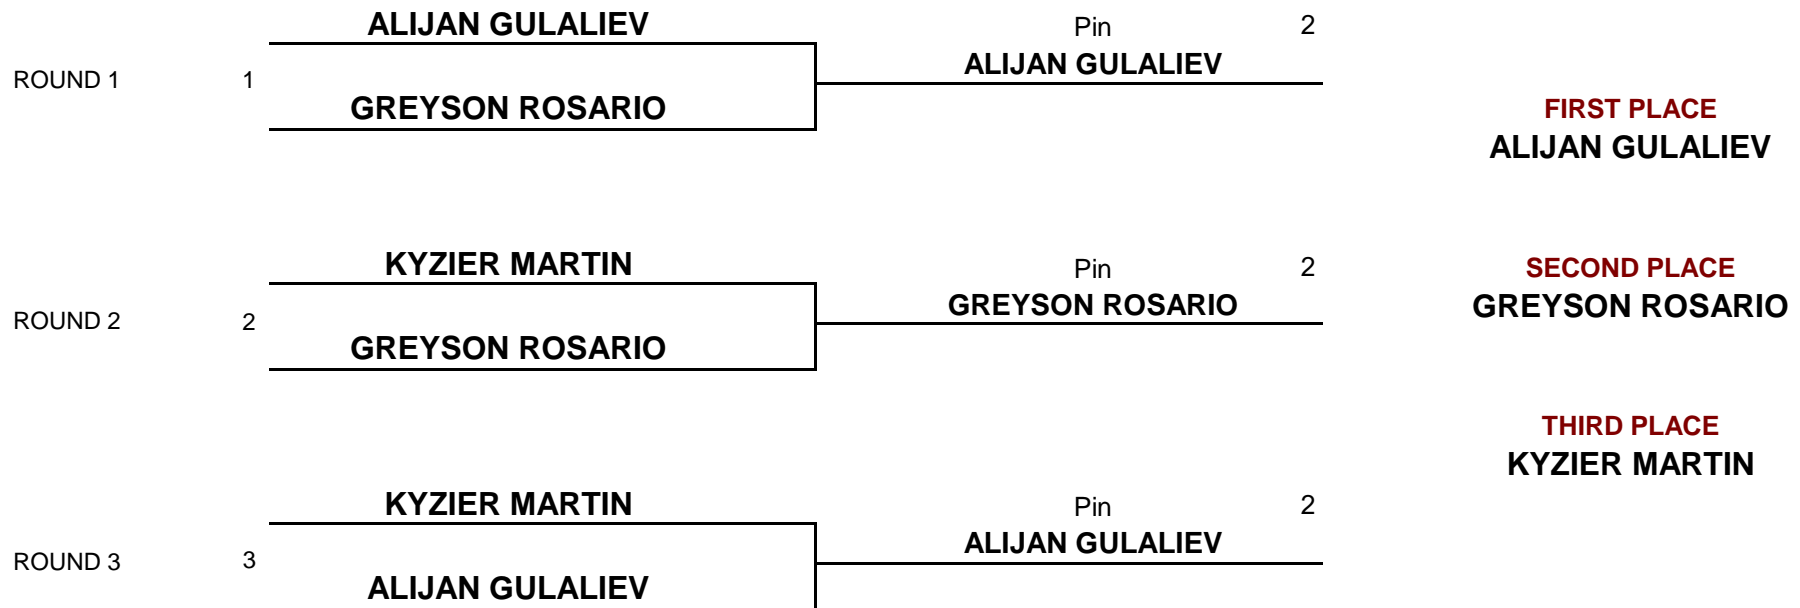 ALIJAN GULALIEV
Pin 2
ALIJAN GULALIEV
ROUND 1 1
GREYSON ROSARIO
FIRST PLACE
ALIJAN GULALIEV
KYZIER MARTIN
Pin 2
GREYSON ROSARIO
ROUND 2 2
GREYSON ROSARIO
SECOND PLACE
GREYSON ROSARIO
THIRD PLACE
KYZIER MARTIN
KYZIER MARTIN
Pin 2
ALIJAN GULALIEV
ROUND 3 3
ALIJAN GULALIEV